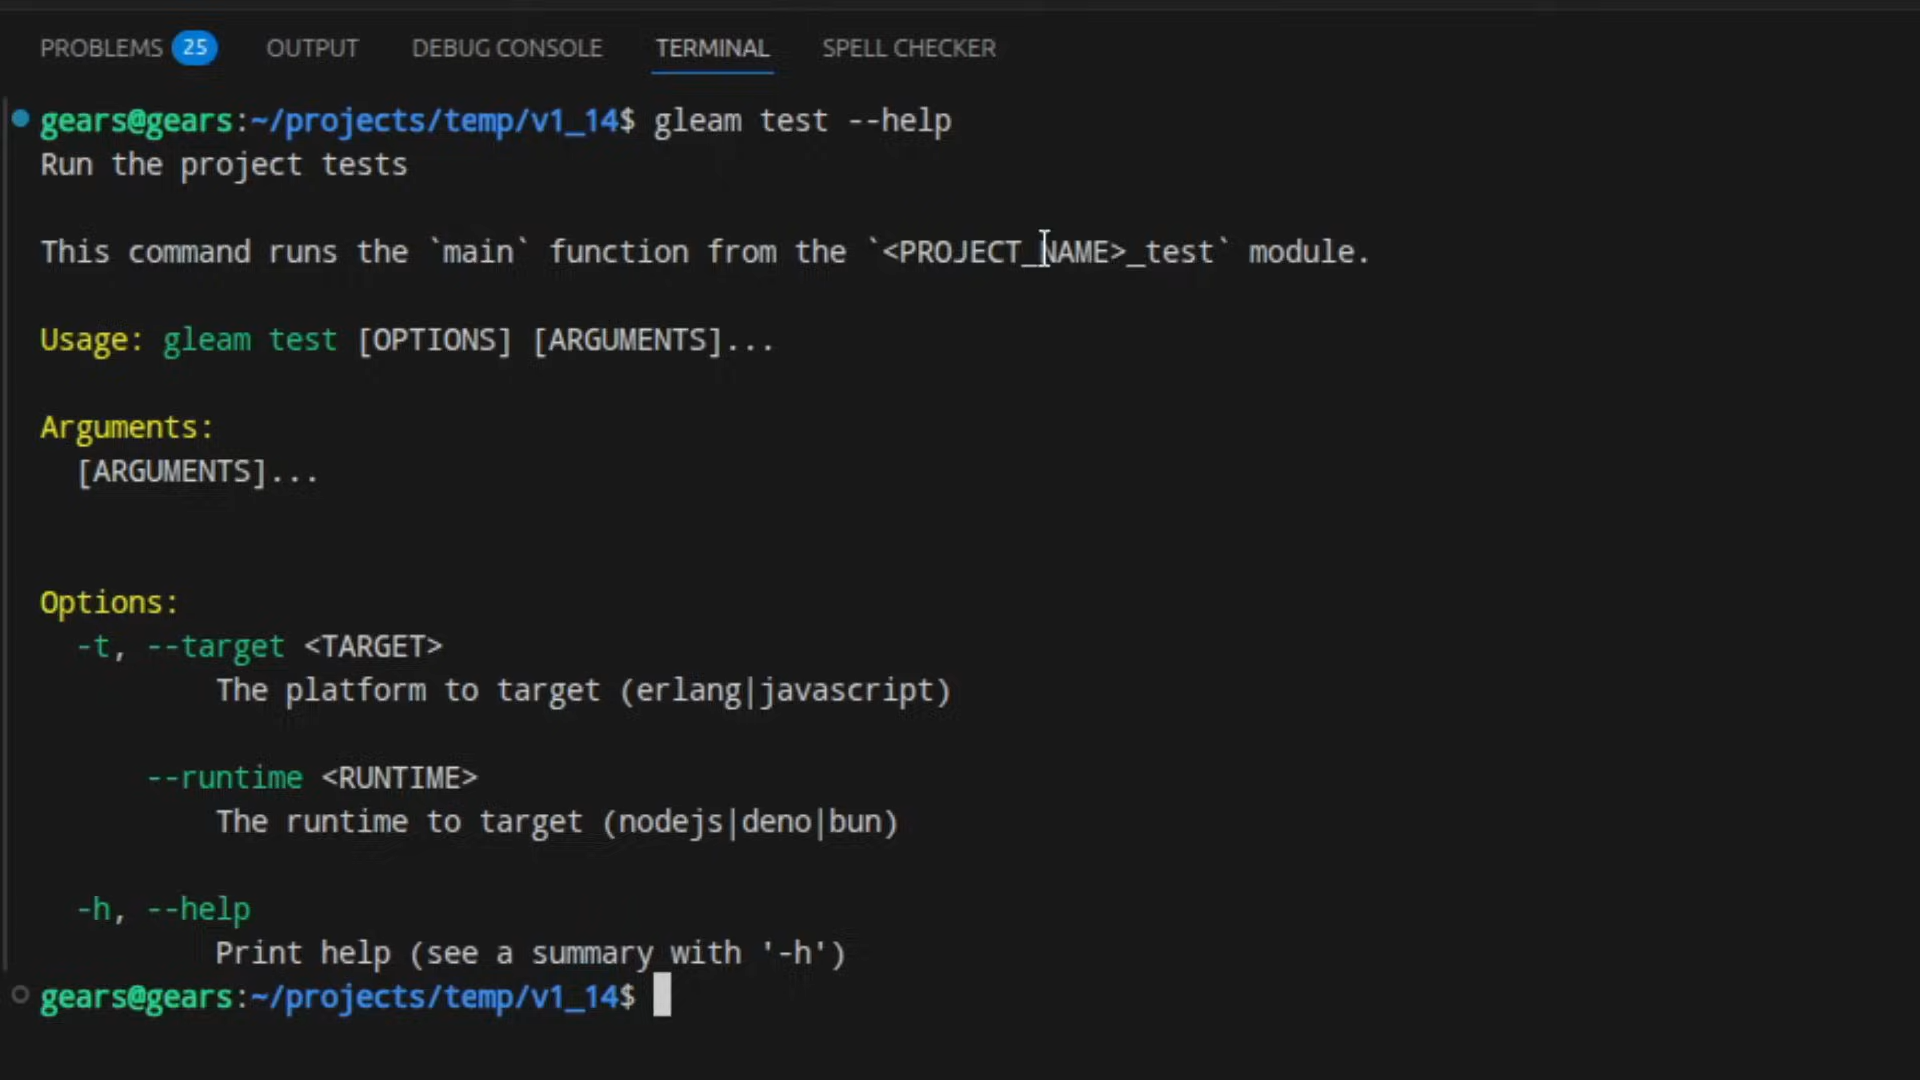 PROBLEMS 25 OUTPUT DEBUG CONSOLE TERMINAL SPELL CHECKER
gears@gears:~/projects/temp/v1_14$ gleam test --help
Run the project tests
This command runs the `main` function from the `<PROJECT_NAME>_test` module.
Usage: gleam test [OPTIONS] [ARGUMENTS]...
Arguments:
[ARGUMENTS]...
Options:
-t, --target <TARGET>
The platform to target (erlang|javascript)
--runtime <RUNTIME>
The runtime to target (nodejs|deno|bun)
-h, --help
Print help (see a summary with '-h')
gears@gears:~/projects/temp/v1_14$